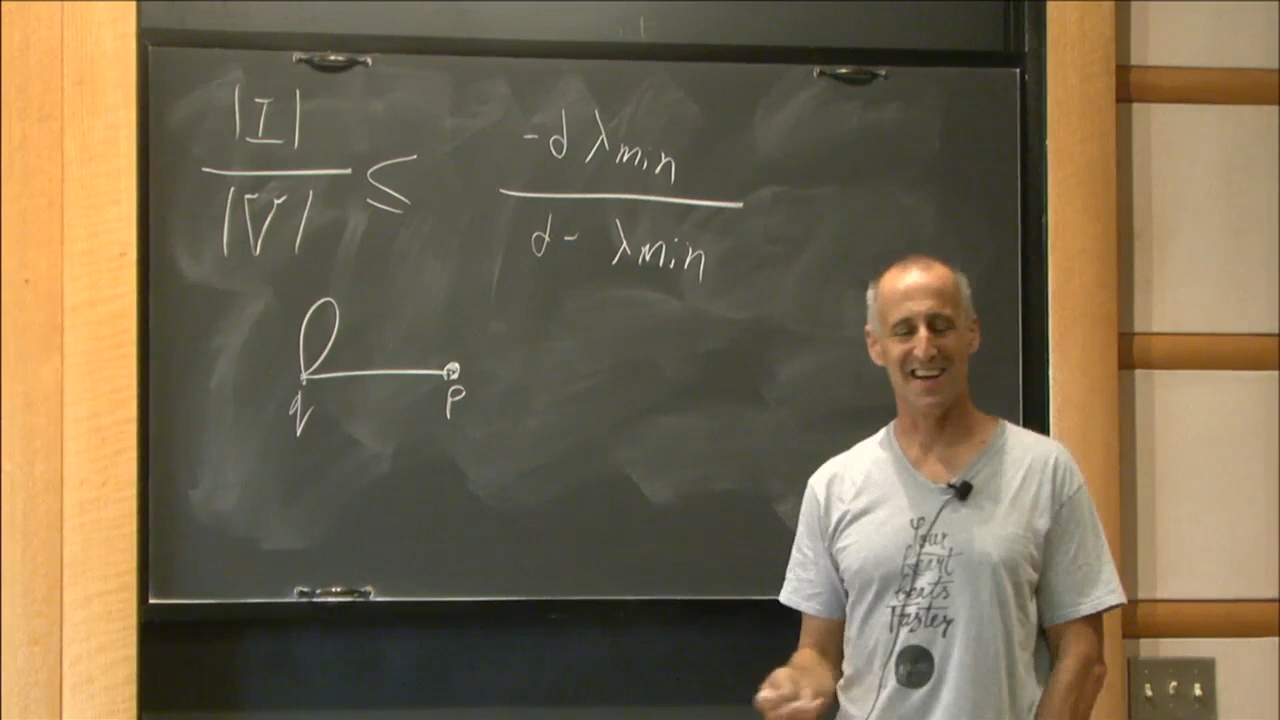 |I|
|V|
≤
-d λmin
d - λmin
q
p
Your
heart
beats
Faster